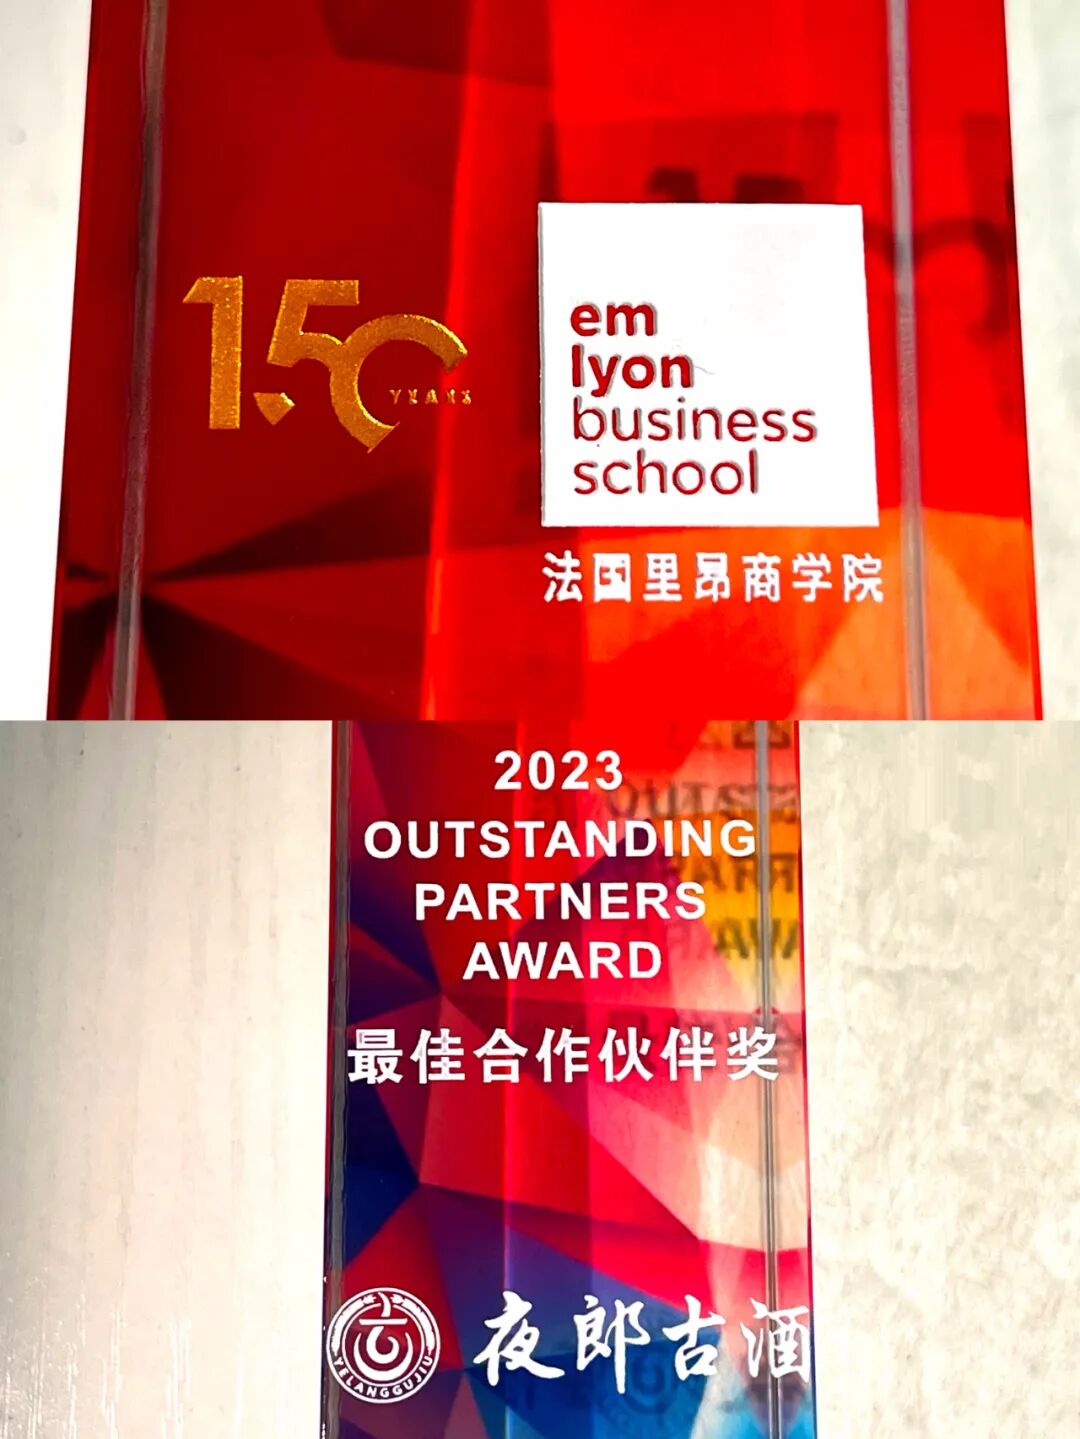 150
YEARS
em
lyon
business
school
法国里昂商学院
2023
OUTSTANDING
PARTNERS
AWARD
最佳合作伙伴奖
YELANGGUJIU
夜郎古酒